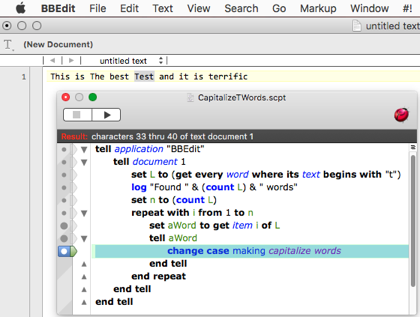 BBEdit File Edit Text View Search Go Markup Window #!
untitled text
T. (New Document)
untitled text
1 This is The best Test and it is terrific
CapitalizeTWords.scpt
Result: characters 33 thru 40 of text document 1
tell application "BBEdit"
tell document 1
set L to (get every word where its text begins with "t")
log "Found " & (count L) & " words"
set n to (count L)
repeat with i from 1 to n
set aWord to get item i of L
tell aWord
change case making capitalize words
end tell
end repeat
end tell
end tell